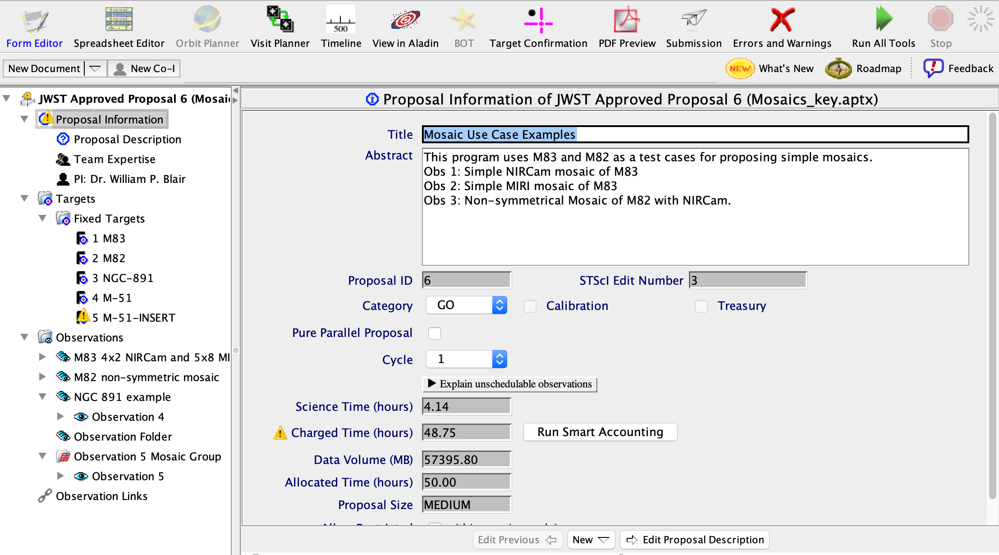 500
Form Editor Spreadsheet Editor Orbit Planner Visit Planner Timeline View in Aladin BOT Target Confirmation PDF Preview Submission Errors and Warnings Run All Tools Stop
New Document New Co-I NEW What's New Roadmap Feedback
JWST Approved Proposal 6 (Mosaic
Proposal Information
Proposal Description
Team Expertise
PI: Dr. William P. Blair
Targets
Fixed Targets
1 M83
2 M82
3 NGC-891
4 M-51
5 M-51-INSERT
Observations
M83 4x2 NIRCam and 5x8 MI
M82 non-symmetric mosaic
NGC 891 example
Observation 4
Observation Folder
Observation 5 Mosaic Group
Observation 5
Observation Links
Proposal Information of JWST Approved Proposal 6 (Mosaics_key.aptx)
Title Mosaic Use Case Examples
Abstract This program uses M83 and M82 as a test cases for proposing simple mosaics.
Obs 1: Simple NIRCam mosaic of M83
Obs 2: Simple MIRI mosaic of M83
Obs 3: Non-symmetrical Mosaic of M82 with NIRCam.
Proposal ID 6 STScI Edit Number 3
Category GO Calibration Treasury
Pure Parallel Proposal
Cycle 1
Explain unschedulable observations
Science Time (hours) 4.14
Charged Time (hours) 48.75 Run Smart Accounting
Data Volume (MB) 57395.80
Allocated Time (hours) 50.00
Proposal Size MEDIUM
Edit Previous New Edit Proposal Description